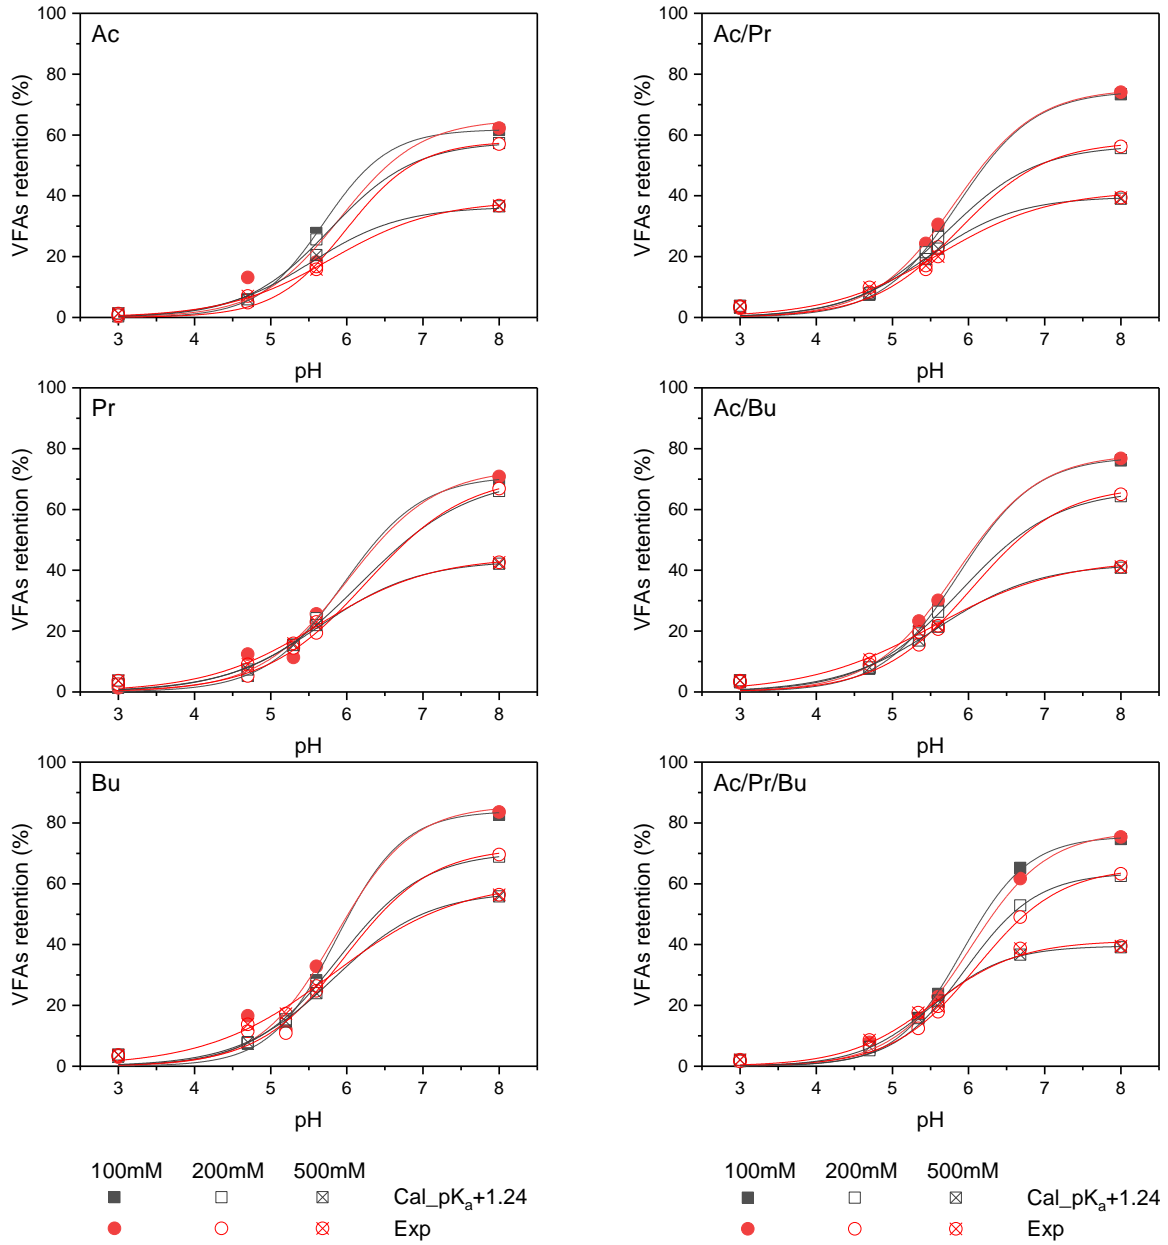 Ac
VFAs retention (%)
100
80
60
40
20
0
3 4 5 6 7 8
pH
Ac/Pr
VFAs retention (%)
100
80
60
40
20
0
3 4 5 6 7 8
pH
Pr
VFAs retention (%)
100
80
60
40
20
0
3 4 5 6 7 8
pH
Ac/Bu
VFAs retention (%)
100
80
60
40
20
0
3 4 5 6 7 8
pH
Bu
VFAs retention (%)
100
80
60
40
20
0
3 4 5 6 7 8
pH
Ac/Pr/Bu
VFAs retention (%)
100
80
60
40
20
0
3 4 5 6 7 8
pH
100mM 200mM 500mM
Cal_pKa+1.24
Exp
100mM 200mM 500mM
Cal_pKa+1.24
Exp